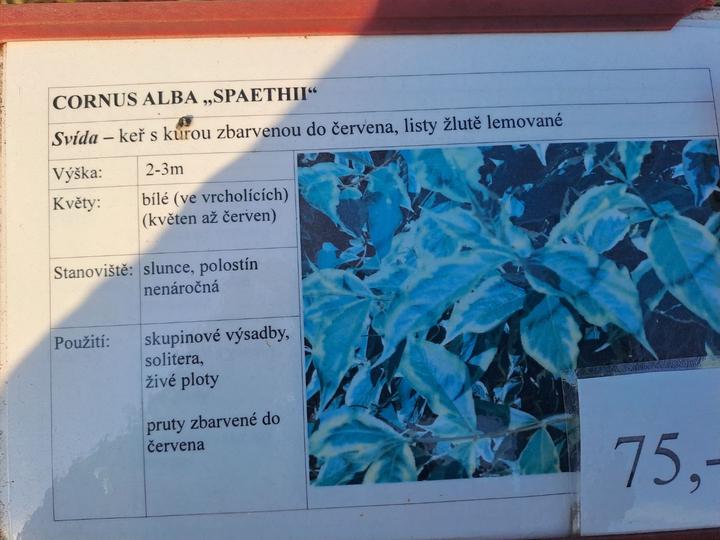 CORNUS ALBA „SPAETHII“
Svída – keř s kůrou zbarvenou do červena, listy žlutě lemované
Výška: 2-3m
Květy: bílé (ve vrcholících)
(květen až červen)
Stanoviště: slunce, polostín
nenáročná
Použití: skupinové výsadby,
solitera,
živé ploty
pruty zbarvené do
červena
75,-